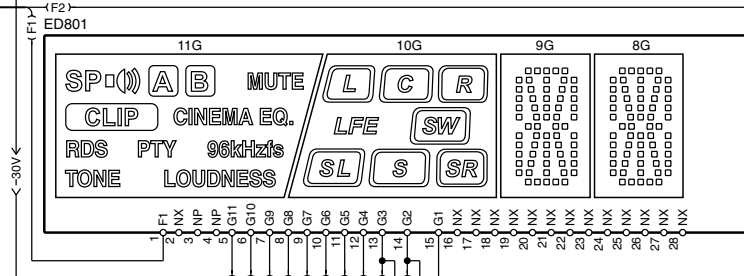 F2
F1
ED801
11G 10G 9G 8G
SP A B MUTE
CLIP CINEMA EQ.
RDS PTY 96kHzfs
TONE LOUDNESS
L C R
LFE SW
SL S SR
-30V
F1 NX NP NP G11 G10 G9 G8 G7 G6 G5 G4 G3 G2 G1 NX NX NX NX NX NX NX NX NX NX NX NX NX
1 2 3 4 5 6 7 8 9 10 11 12 13 14 15 16 17 18 19 20 21 22 23 24 25 26 27 28